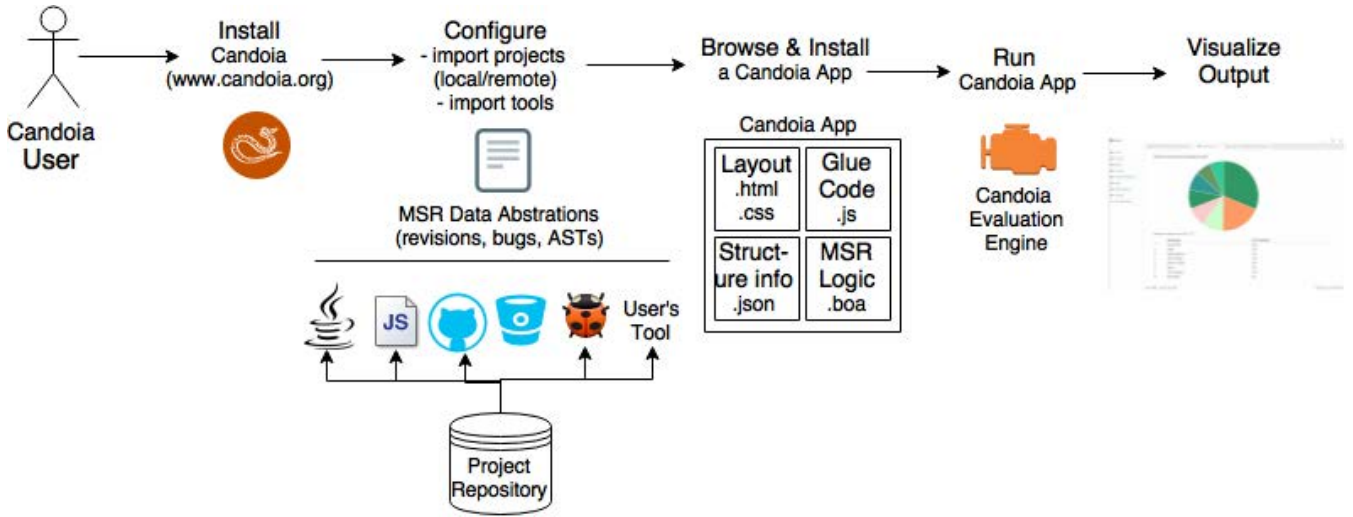 Candoia
User
Install
Candoia
(www.candoia.org)
Configure
- import projects
(local/remote)
- import tools
MSR Data Abstrations
(revisions, bugs, ASTs)
JS
User's
Tool
Project
Repository
Browse & Install
a Candoia App
Candoia App
Layout
.html
.css
Glue
Code
.js
Struct-
ure info
.json
MSR
Logic
.boa
Run
Candoia App
Candoia
Evaluation
Engine
Visualize
Output